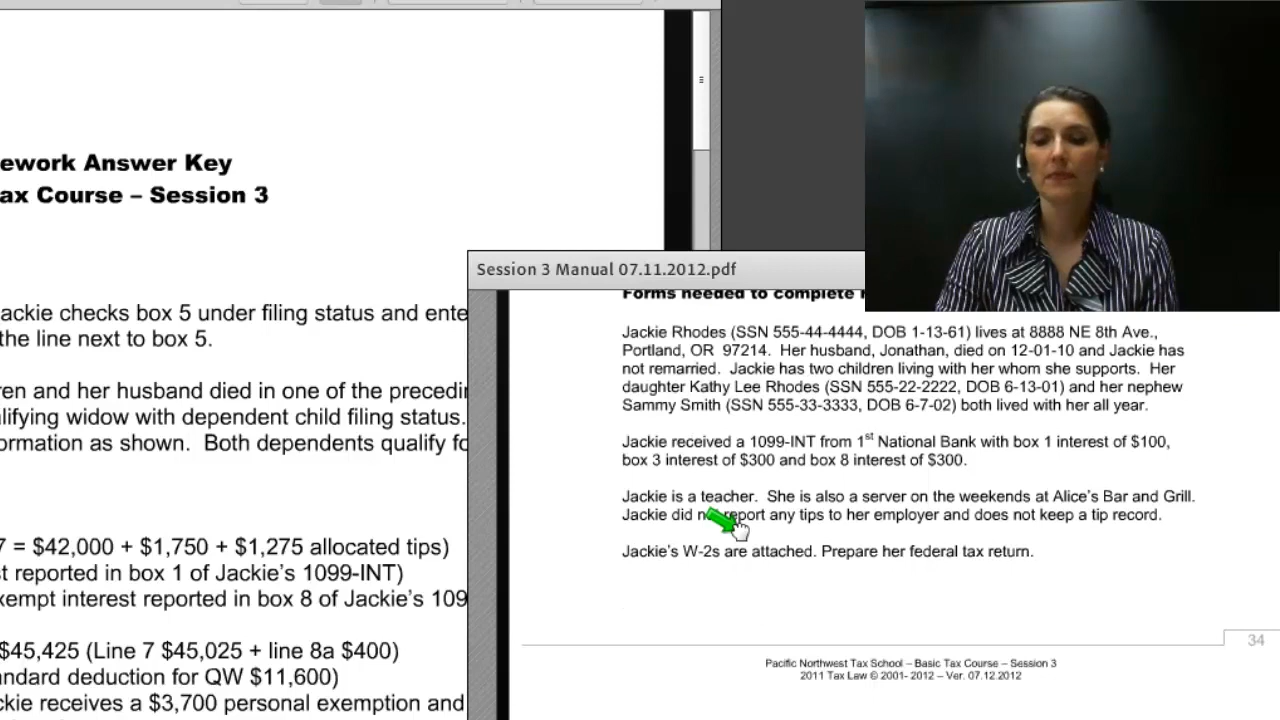 ework Answer Key
ax Course – Session 3
ackie checks box 5 under filing status and ente
the line next to box 5.
ren and her husband died in one of the precedin
alifying widow with dependent child filing status.
ormation as shown.  Both dependents qualify fo
7 = $42,000 + $1,750 + $1,275 allocated tips)
st reported in box 1 of Jackie's 1099-INT)
xempt interest reported in box 8 of Jackie's 109
$45,425 (Line 7 $45,025 + line 8a $400)
andard deduction for QW $11,600)
ckie receives a $3,700 personal exemption and
Session 3 Manual 07.11.2012.pdf
Forms needed to complete
Jackie Rhodes (SSN 555-44-4444, DOB 1-13-61) lives at 8888 NE 8th Ave.,
Portland, OR  97214.  Her husband, Jonathan, died on 12-01-10 and Jackie has
not remarried.  Jackie has two children living with her whom she supports.  Her
daughter Kathy Lee Rhodes (SSN 555-22-2222, DOB 6-13-01) and her nephew
Sammy Smith (SSN 555-33-3333, DOB 6-7-02) both lived with her all year.
Jackie received a 1099-INT from 1st National Bank with box 1 interest of $100,
box 3 interest of $300 and box 8 interest of $300.
Jackie is a teacher.  She is also a server on the weekends at Alice's Bar and Grill.
Jackie did not report any tips to her employer and does not keep a tip record.
Jackie's W-2s are attached. Prepare her federal tax return.
34
Pacific Northwest Tax School – Basic Tax Course – Session 3
2011 Tax Law © 2001- 2012 – Ver. 07.12.2012